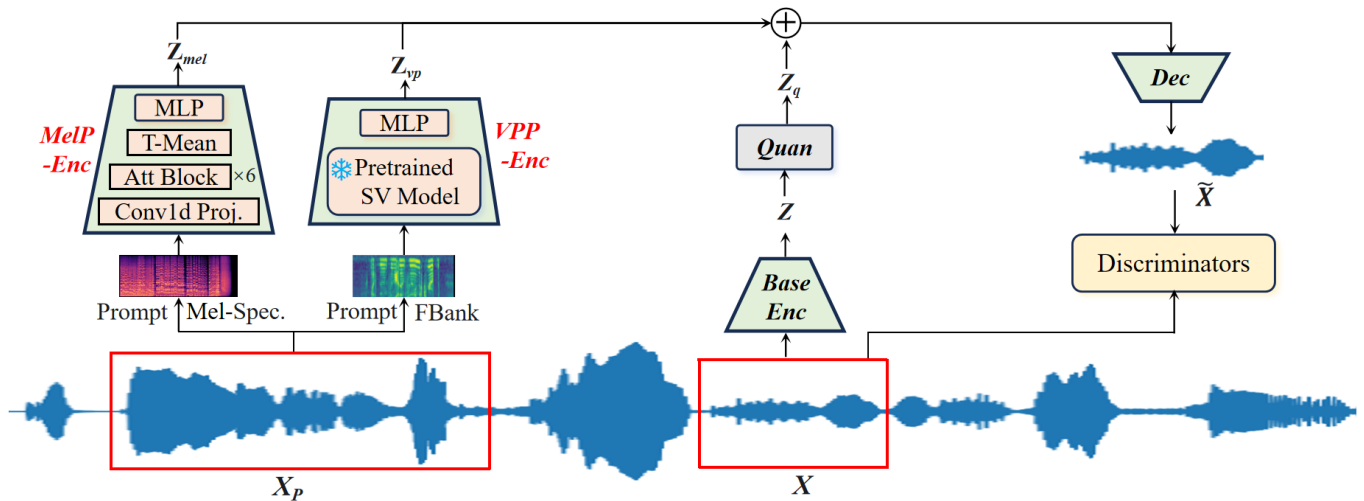 Z_mel
Z_vp
Z_q
Dec
MelP
-Enc
MLP
T-Mean
Att Block ×6
Conv1d Proj.
VPP
-Enc
MLP
Pretrained
SV Model
Quan
Z
X̃
Discriminators
Base
Enc
Prompt Mel-Spec.
Prompt FBank
X_P
X